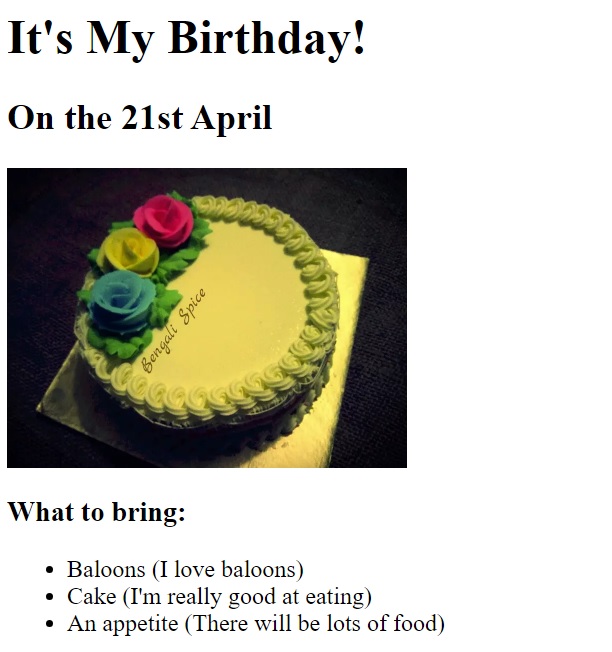 It's My Birthday!
On the 21st April
Bengali Spice
What to bring:
Baloons (I love baloons)
Cake (I'm really good at eating)
An appetite (There will be lots of food)